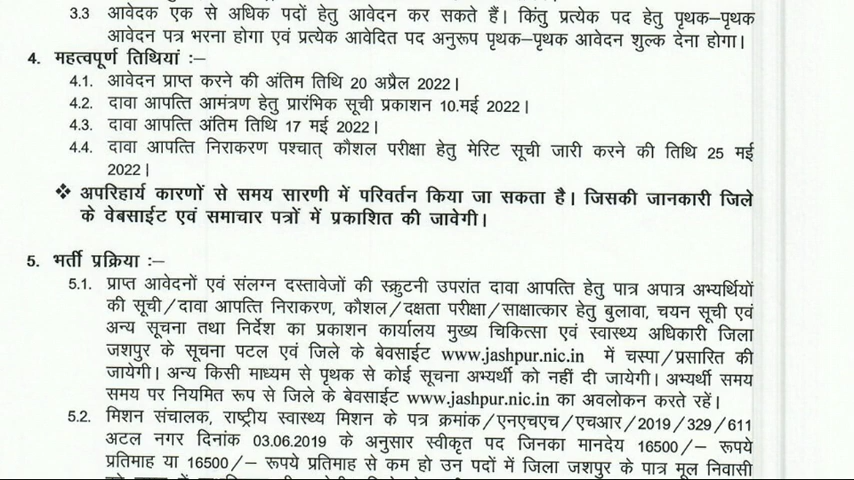 3.3 आवेदक एक से अधिक पदों हेतु आवेदन कर सकते हैं। किंतु प्रत्येक पद हेतु पृथक–पृथक
आवेदन पत्र भरना होगा एवं प्रत्येक आवेदित पद अनुरूप पृथक–पृथक आवेदन शुल्क देना होगा।
4. महत्वपूर्ण तिथियां :–
4.1. आवेदन प्राप्त करने की अंतिम तिथि 20 अप्रैल 2022।
4.2. दावा आपत्ति आमंत्रण हेतु प्रारंभिक सूची प्रकाशन 10.मई 2022।
4.3. दावा आपत्ति अंतिम तिथि 17 मई 2022।
4.4. दावा आपत्ति निराकरण पश्चात् कौशल परीक्षा हेतु मेरिट सूची जारी करने की तिथि 25 मई
2022।
❖ अपरिहार्य कारणों से समय सारणी में परिवर्तन किया जा सकता है। जिसकी जानकारी जिले
के वेबसाईट एवं समाचार पत्रों में प्रकाशित की जावेगी।
5. भर्ती प्रक्रिया :–
5.1. प्राप्त आवेदनों एवं संलग्न दस्तावेजों की स्क्रुटनी उपरांत दावा आपत्ति हेतु पात्र अपात्र अभ्यर्थियों
की सूची/दावा आपत्ति निराकरण, कौशल/दक्षता परीक्षा/साक्षात्कार हेतु बुलावा, चयन सूची एवं
अन्य सूचना तथा निर्देश का प्रकाशन कार्यालय मुख्य चिकित्सा एवं स्वास्थ्य अधिकारी जिला
जशपुर के सूचना पटल एवं जिले के बेवसाईट www.jashpur.nic.in में चस्पा/प्रसारित की
जायेगी। अन्य किसी माध्यम से पृथक से कोई सूचना अभ्यर्थी को नहीं दी जायेगी। अभ्यर्थी समय
समय पर नियमित रूप से जिले के बेवसाईट www.jashpur.nic.in का अवलोकन करते रहें।
5.2. मिशन संचालक, राष्ट्रीय स्वास्थ्य मिशन के पत्र क्रमांक/एनएचएच/एचआर/2019/329/611
अटल नगर दिनांक 03.06.2019 के अनुसार स्वीकृत पद जिनका मानदेय 16500/– रूपये
प्रतिमाह या 16500/– रूपये प्रतिमाह से कम हो उन पदों में जिला जशपुर के पात्र मूल निवासी